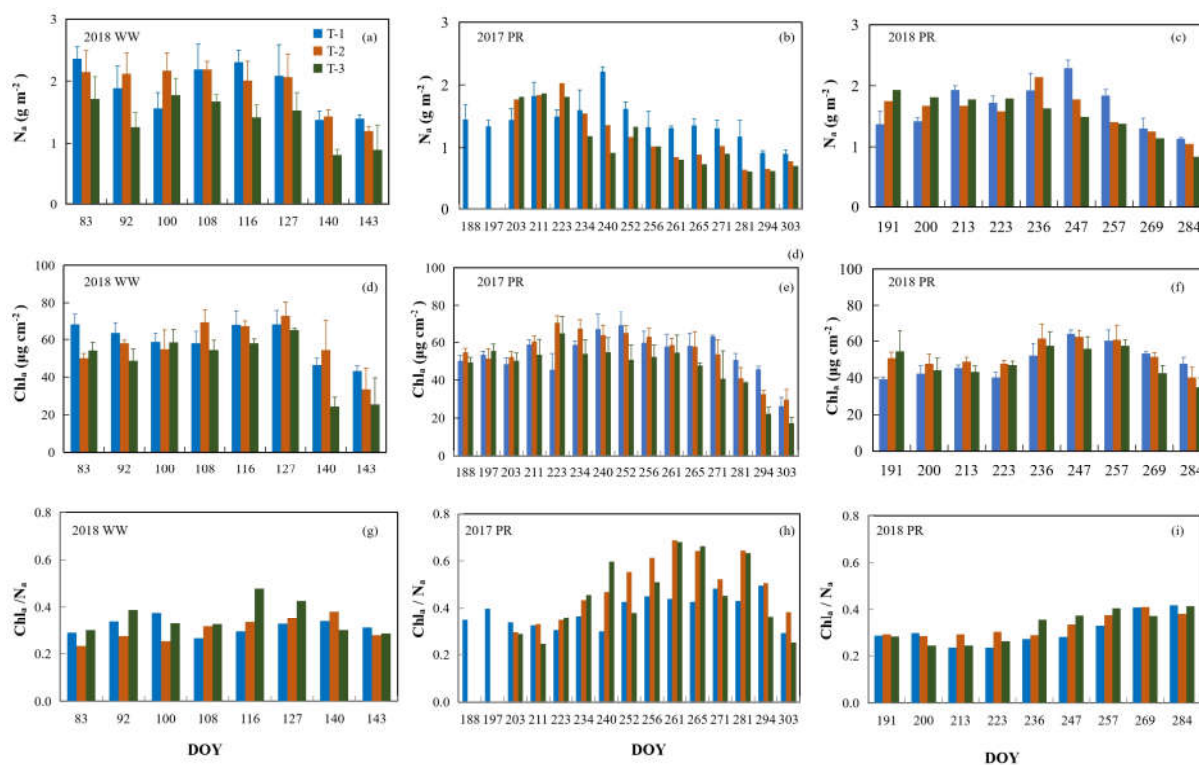 2018 WW (a) T-1 T-2 T-3
3
2
1
0
Nₐ (g m⁻²)
83 92 100 108 116 127 140 143
2017 PR (b)
3
2
1
0
Nₐ (g m⁻²)
188 197 203 211 223 234 240 252 256 261 265 271 281 294 303
2018 PR (c)
3
2
1
0
Nₐ (g m⁻²)
191 200 213 223 236 247 257 269 284
2018 WW (d)
100
80
60
40
20
0
Chlₐ (µg cm⁻²)
83 92 100 108 116 127 140 143
(d)
2017 PR (e)
100
80
60
40
20
0
Chlₐ (µg cm⁻²)
188 197 203 211 223 234 240 252 256 261 265 271 281 294 303
2018 PR (f)
100
80
60
40
20
0
Chlₐ (µg cm⁻²)
191 200 213 223 236 247 257 269 284
2018 WW (g)
0.8
0.6
0.4
0.2
0.0
Chlₐ /Nₐ
83 92 100 108 116 127 140 143
DOY
2017 PR (h)
0.8
0.6
0.4
0.2
0.0
Chlₐ / Nₐ
188 197 203 211 223 234 240 252 256 261 265 271 281 294 303
DOY
2018 PR (i)
0.8
0.6
0.4
0.2
0.0
Chlₐ / Nₐ
191 200 213 223 236 247 257 269 284
DOY